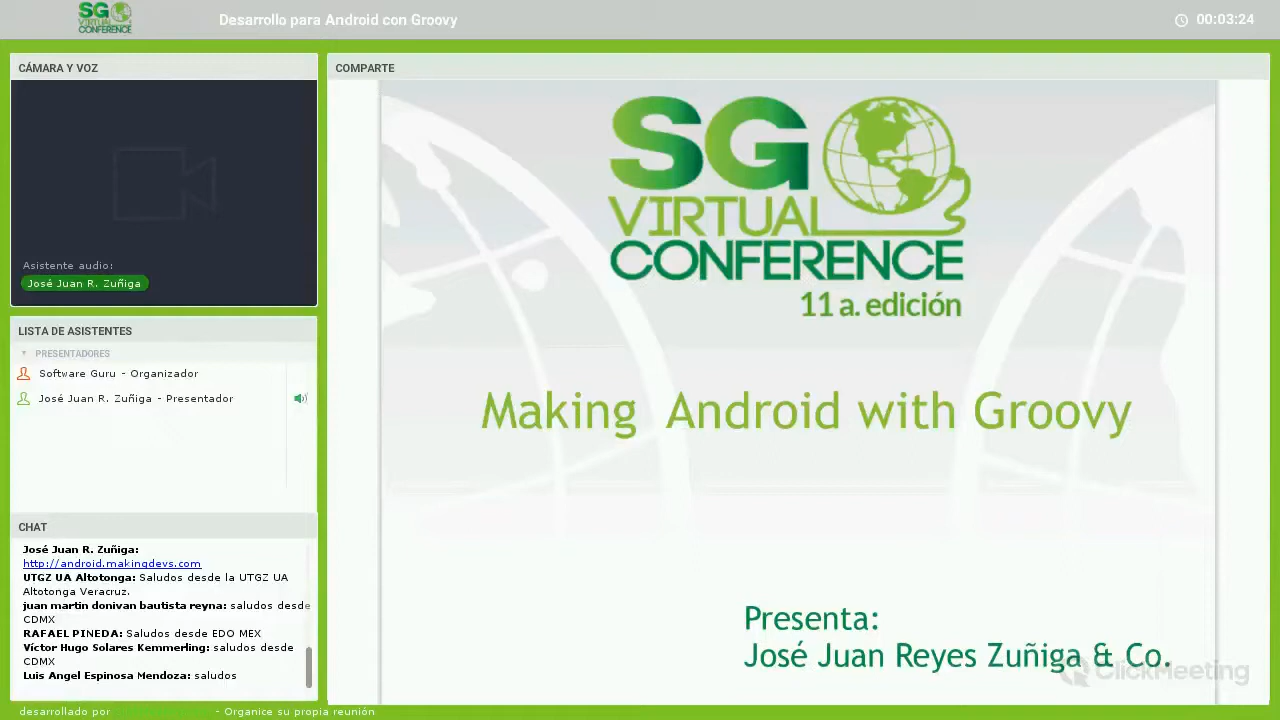 SG
VIRTUAL
CONFERENCE
Desarrollo para Android con Groovy
00:03:24
CÁMARA Y VOZ
Asistente audio:
José Juan R. Zuñiga
LISTA DE ASISTENTES
PRESENTADORES
Software Guru - Organizador
José Juan R. Zuñiga - Presentador
CHAT
José Juan R. Zuñiga:
http://android.makingdevs.com
UTGZ UA Altotonga: Saludos desde la UTGZ UA
Altotonga Veracruz.
juan martin donivan bautista reyna: saludos desde
CDMX
RAFAEL PINEDA: Saludos desde EDO MEX
Víctor Hugo Solares Kemmerling: saludos desde
CDMX
Luis Angel Espinosa Mendoza: saludos
desarrollado por
- Organice su propia reunión
COMPARTE
SG
VIRTUAL
CONFERENCE
11 a. edición
Making Android with Groovy
Presenta:
José Juan Reyes Zuñiga & Co.
ClickMeeting